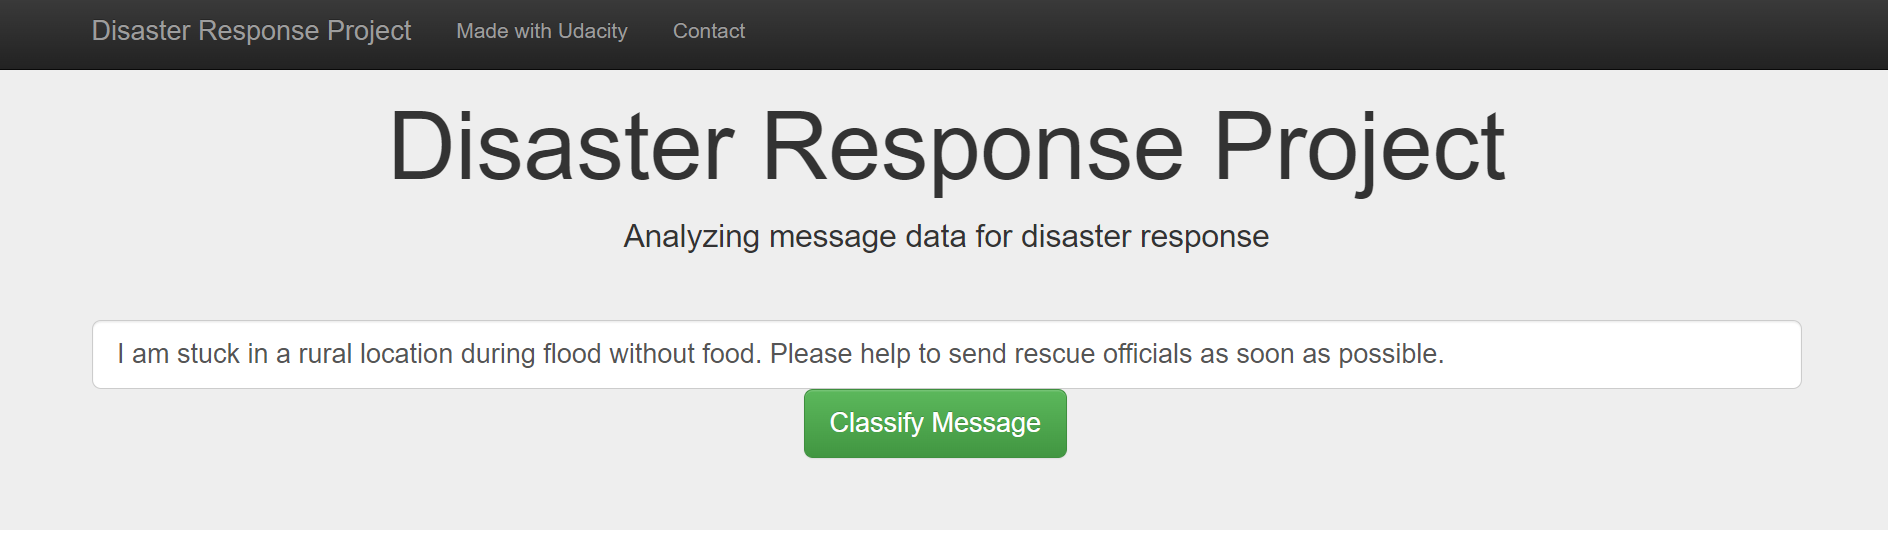 Disaster Response Project Made with Udacity Contact
Disaster Response Project
Analyzing message data for disaster response
I am stuck in a rural location during flood without food. Please help to send rescue officials as soon as possible.
Classify Message